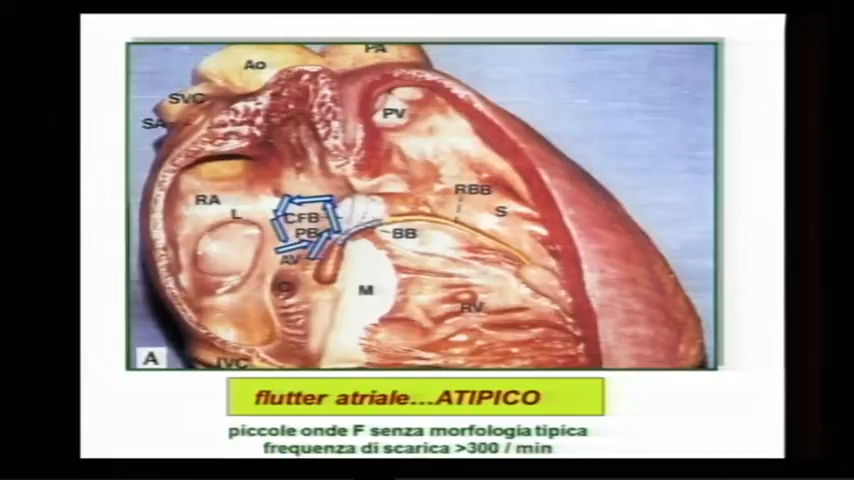 PA
Ao
SVC
SA
PV
RA
L
RBB
S
CFB
PB
BB
AV
M
RV
IVC
A
flutter atriale...ATIPICO
piccole onde F senza morfologia tipica
frequenza di scarica >300 / min